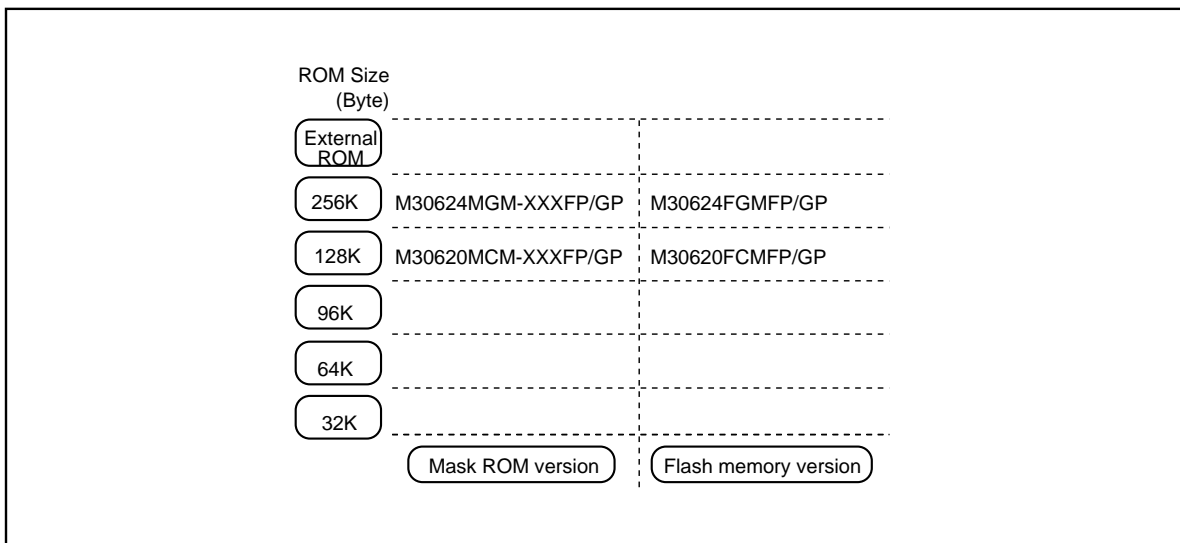 ROM Size
(Byte)
External
ROM
256K M30624MGM-XXXFP/GP M30624FGMFP/GP
128K M30620MCM-XXXFP/GP M30620FCMFP/GP
96K
64K
32K
Mask ROM version Flash memory version